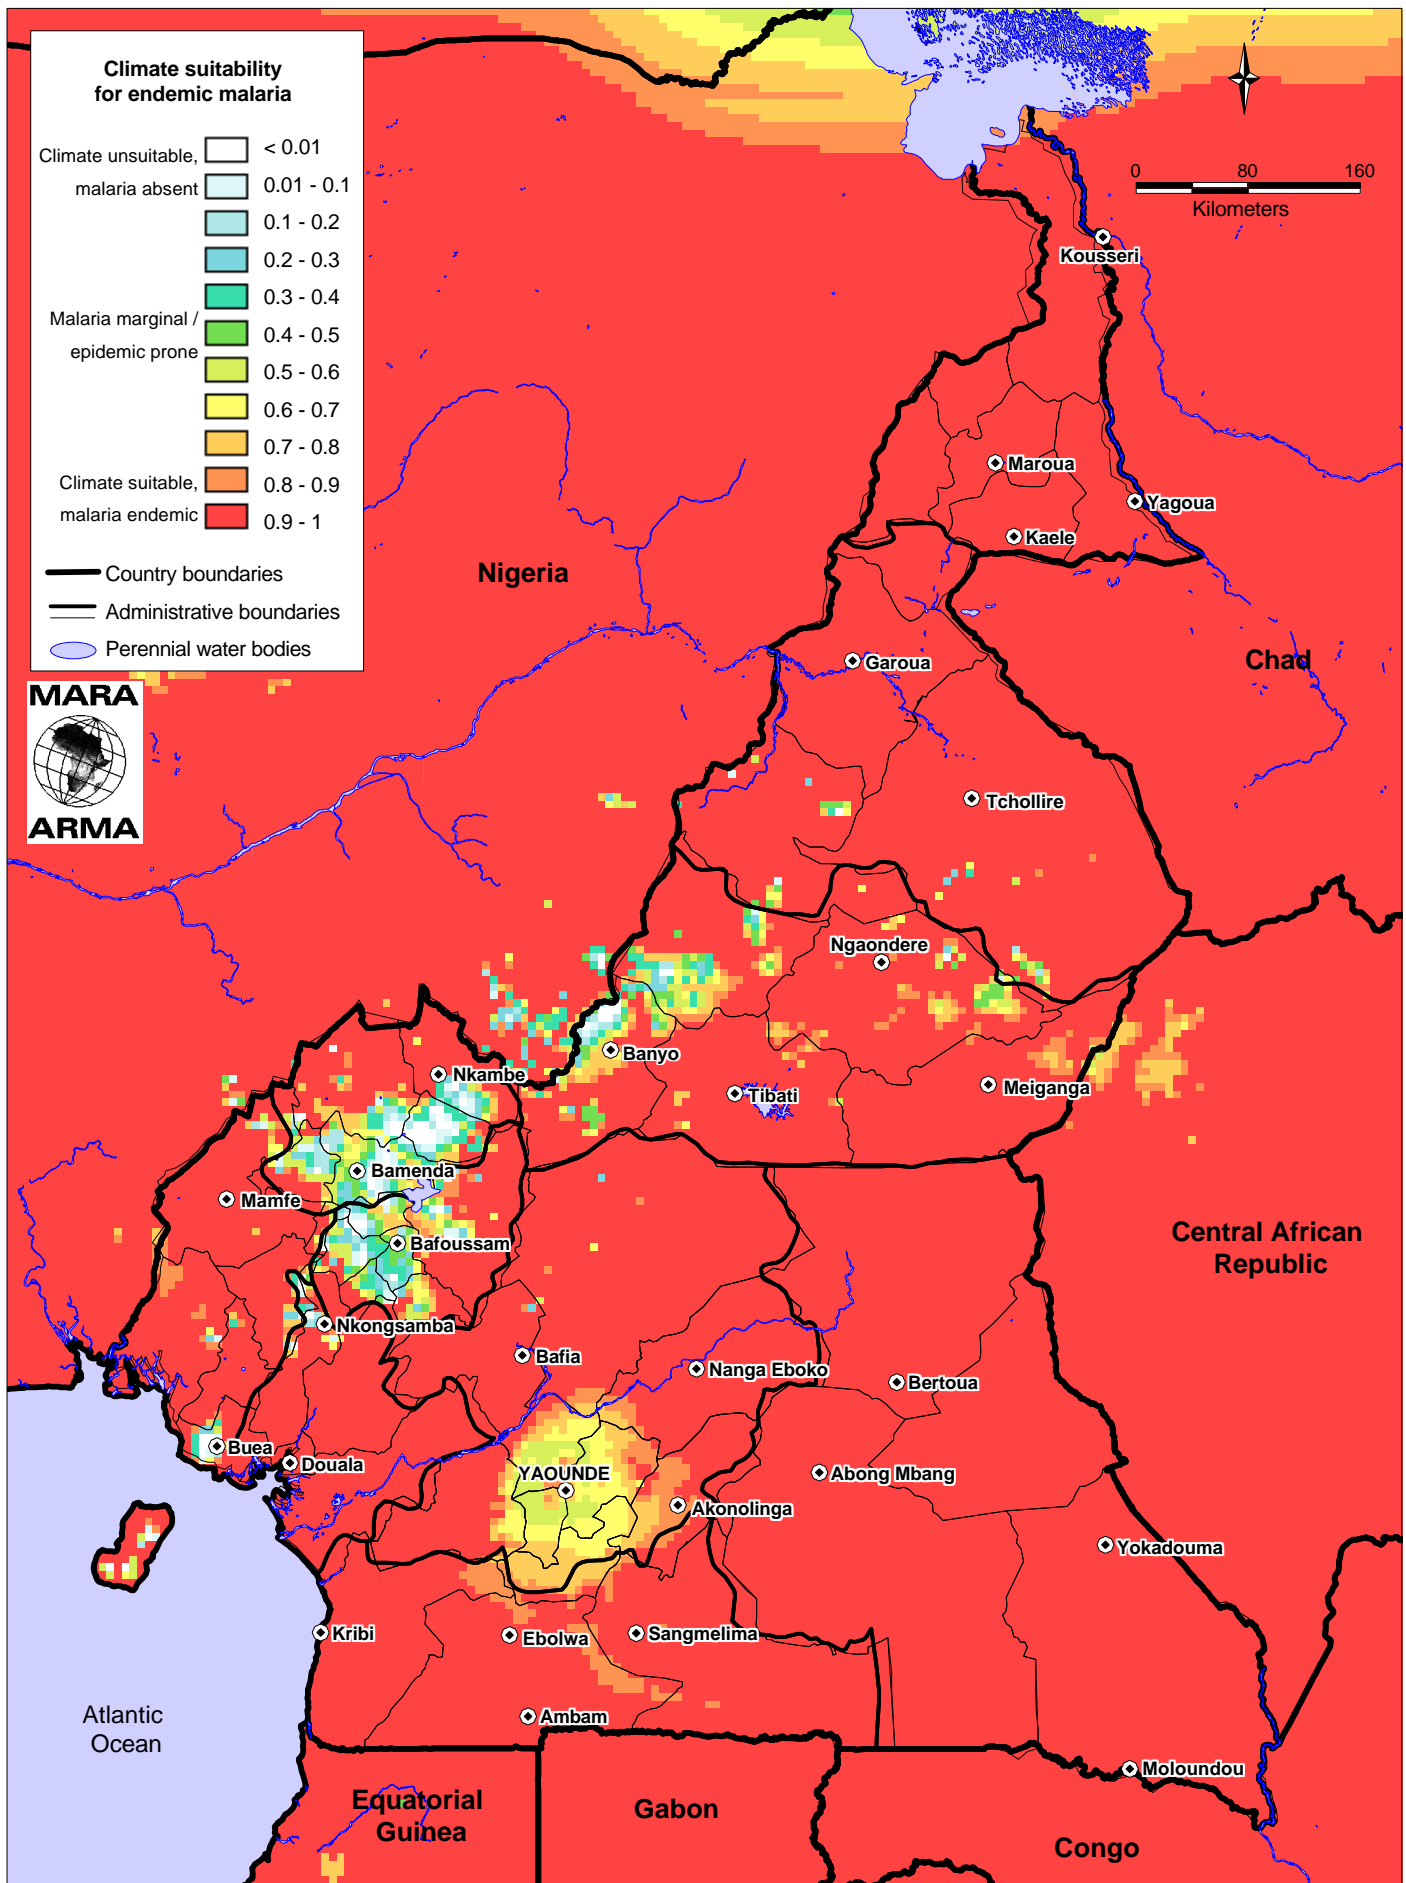 Climate suitability
for endemic malaria
Climate unsuitable,
malaria absent
Malaria marginal /
epidemic prone
Climate suitable,
malaria endemic
< 0.01
0.01 - 0.1
0.1 - 0.2
0.2 - 0.3
0.3 - 0.4
0.4 - 0.5
0.5 - 0.6
0.6 - 0.7
0.7 - 0.8
0.8 - 0.9
0.9 - 1
Country boundaries
Administrative boundaries
Perennial water bodies
MARA
ARMA
0 80 160
Kilometers
Kousseri
Maroua
Yagoua
Kaele
Nigeria
Garoua
Chad
Tchollire
Ngaondere
Banyo
Nkambe
Tibati
Meiganga
Bamenda
Mamfe
Central African
Republic
Bafoussam
Nkongsamba
Bafia
Nanga Eboko
Bertoua
Buea
Douala
YAOUNDE
Abong Mbang
Akonolinga
Yokadouma
Kribi
Ebolwa
Sangmelima
Atlantic
Ocean
Ambam
Moloundou
Equatorial
Guinea
Gabon
Congo